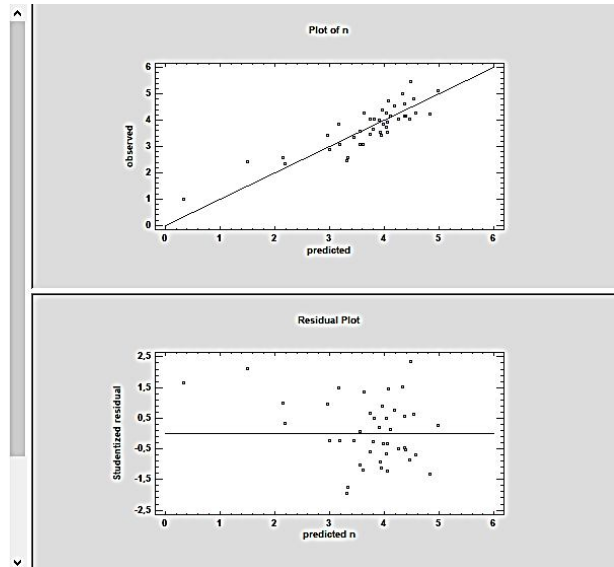 Plot of n
6
5
4
3
2
1
0
observed
0 1 2 3 4 5 6
predicted
Residual Plot
2,5
1,5
0,5
-0,5
-1,5
-2,5
Studentized residual
0 1 2 3 4 5 6
predicted n